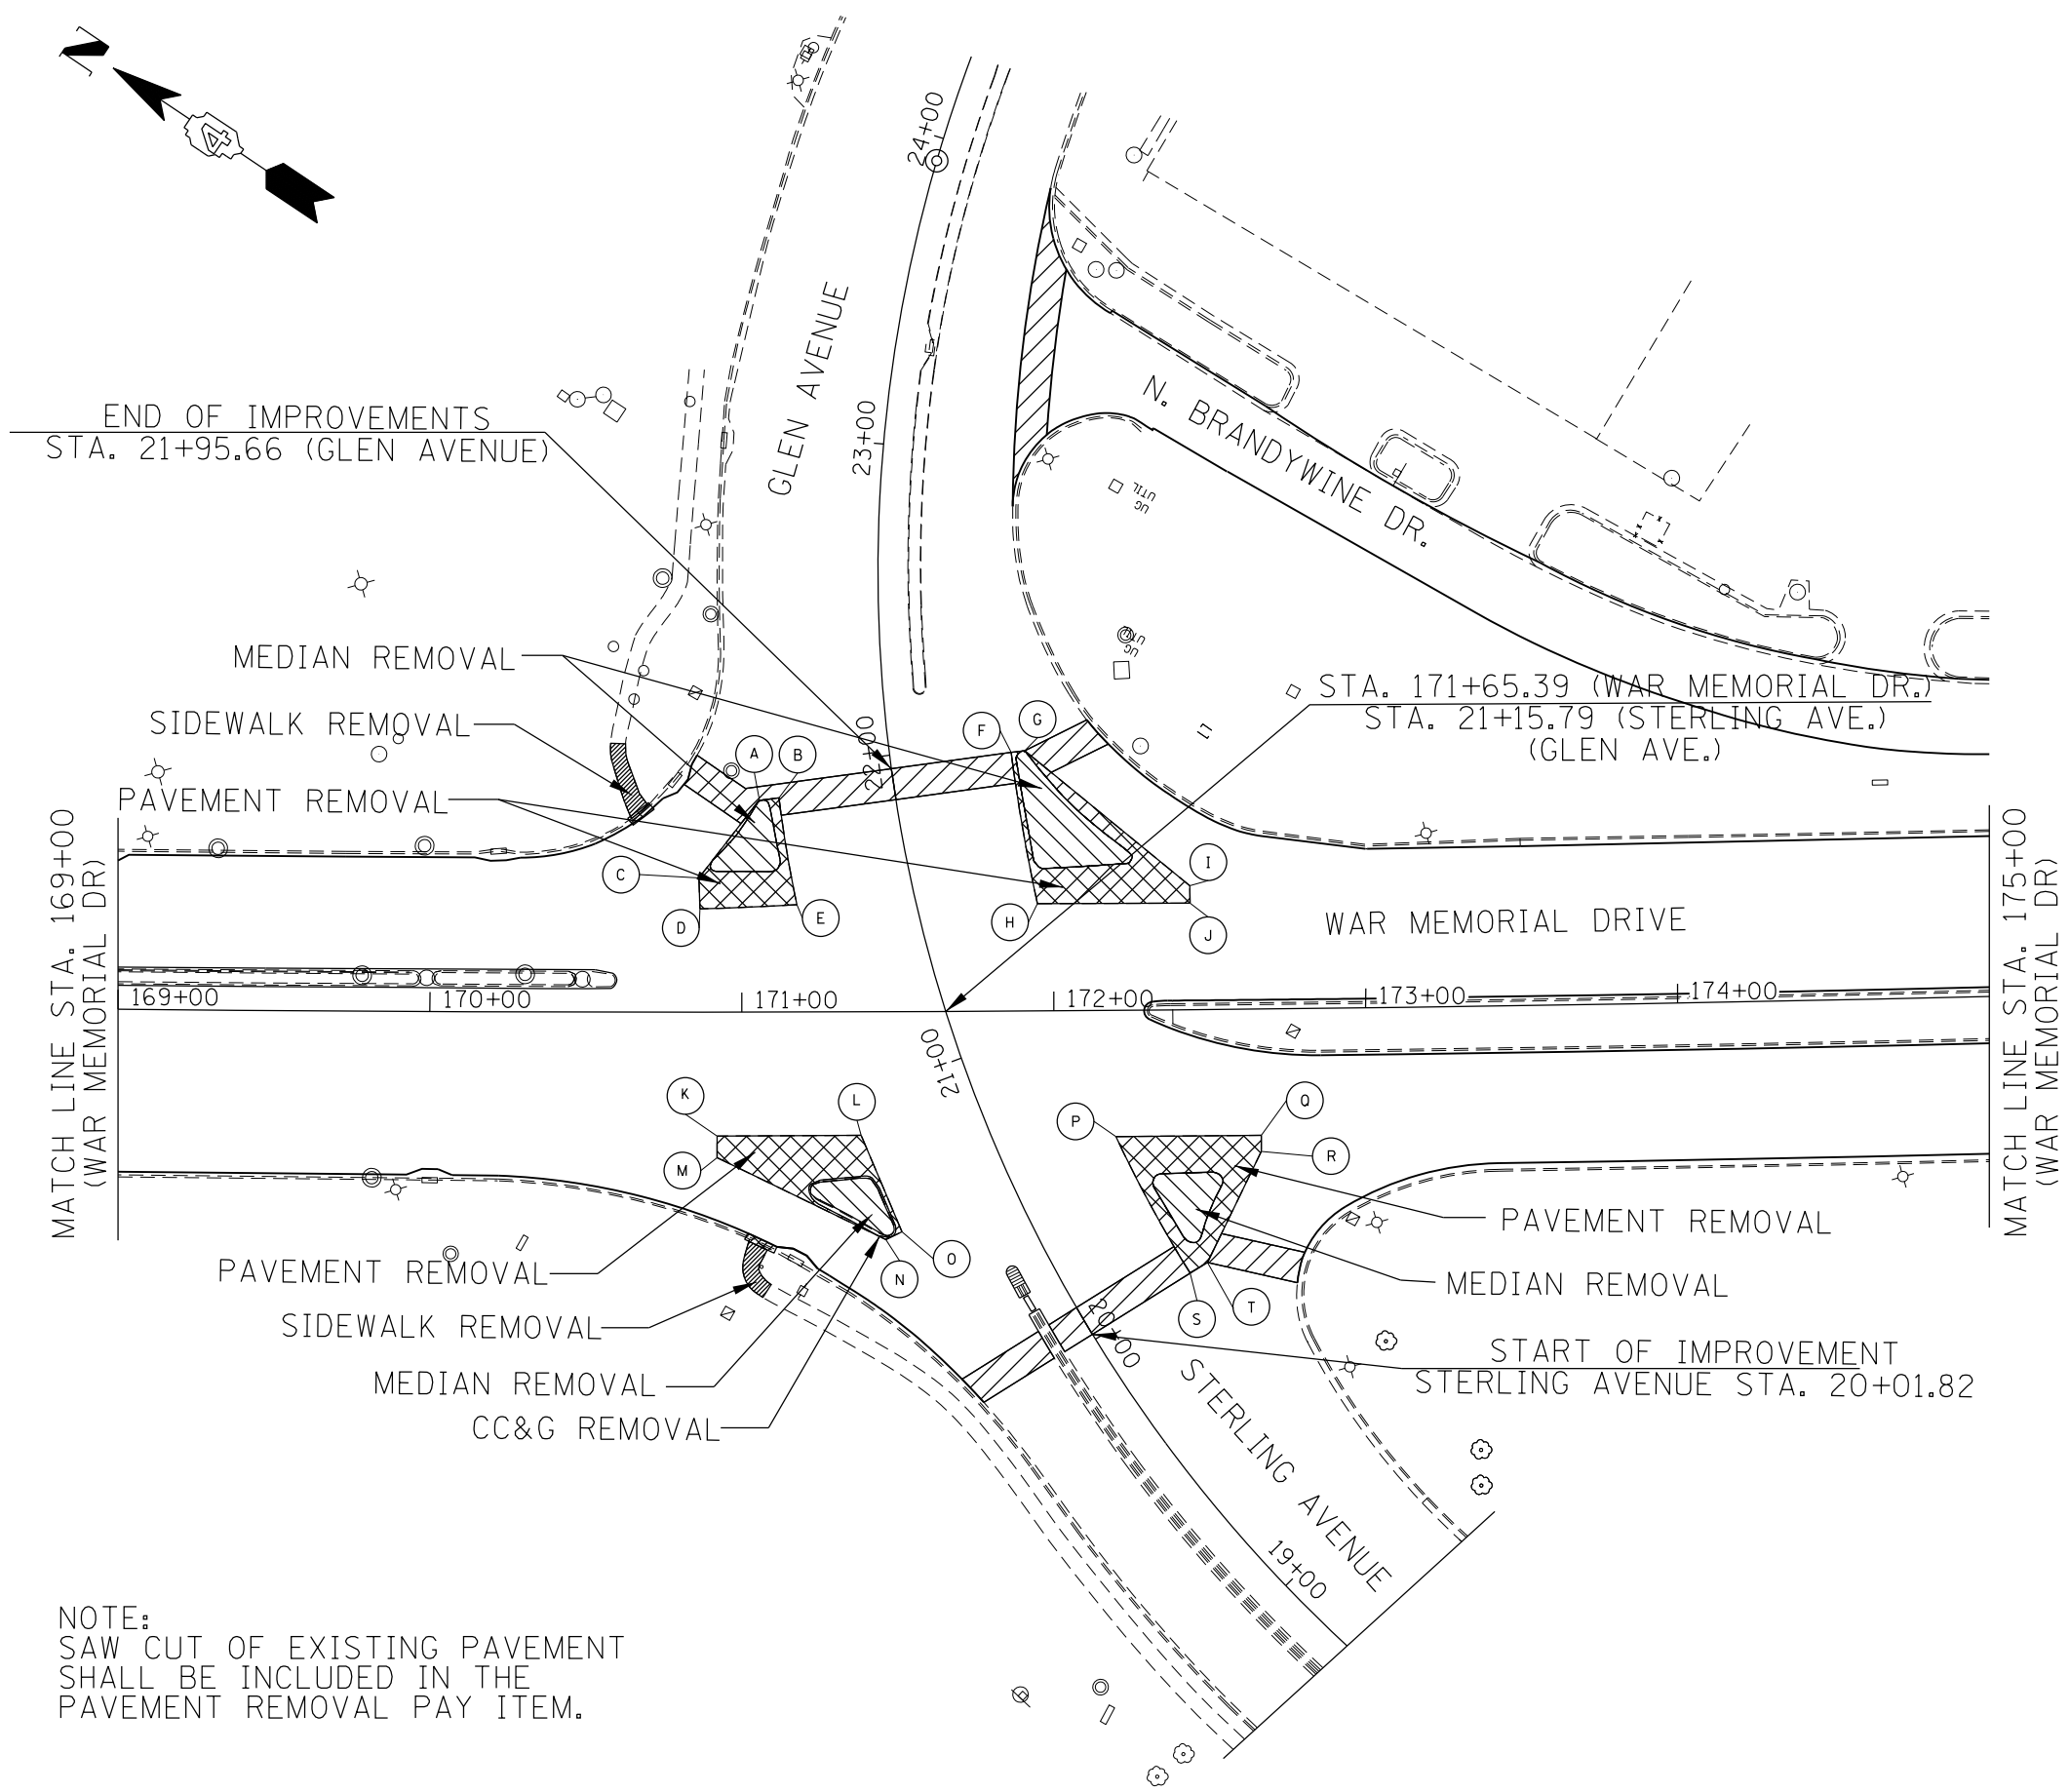 N
4
24+00
GLEN AVENUE
23+00
N. BRANDYWINE DR.
END OF IMPROVEMENTS
STA. 21+95.66 (GLEN AVENUE)
UG
UTIL
UG
UTIL
MEDIAN REMOVAL
SIDEWALK REMOVAL
PAVEMENT REMOVAL
22+00
STA. 171+65.39 (WAR MEMORIAL DR.)
STA. 21+15.79 (STERLING AVE.)
(GLEN AVE.)
A
B
C
D
E
F
G
H
I
J
MATCH LINE STA. 169+00
(WAR MEMORIAL DR)
WAR MEMORIAL DRIVE
MATCH LINE STA. 175+00
(WAR MEMORIAL DR)
169+00
170+00
171+00
172+00
173+00
174+00
21+00
K
L
M
N
O
P
Q
R
S
T
PAVEMENT REMOVAL
SIDEWALK REMOVAL
MEDIAN REMOVAL
CC&G REMOVAL
PAVEMENT REMOVAL
MEDIAN REMOVAL
20+00
START OF IMPROVEMENT
STERLING AVENUE STA. 20+01.82
STERLING AVENUE
19+00
NOTE:
SAW CUT OF EXISTING PAVEMENT
SHALL BE INCLUDED IN THE
PAVEMENT REMOVAL PAY ITEM.